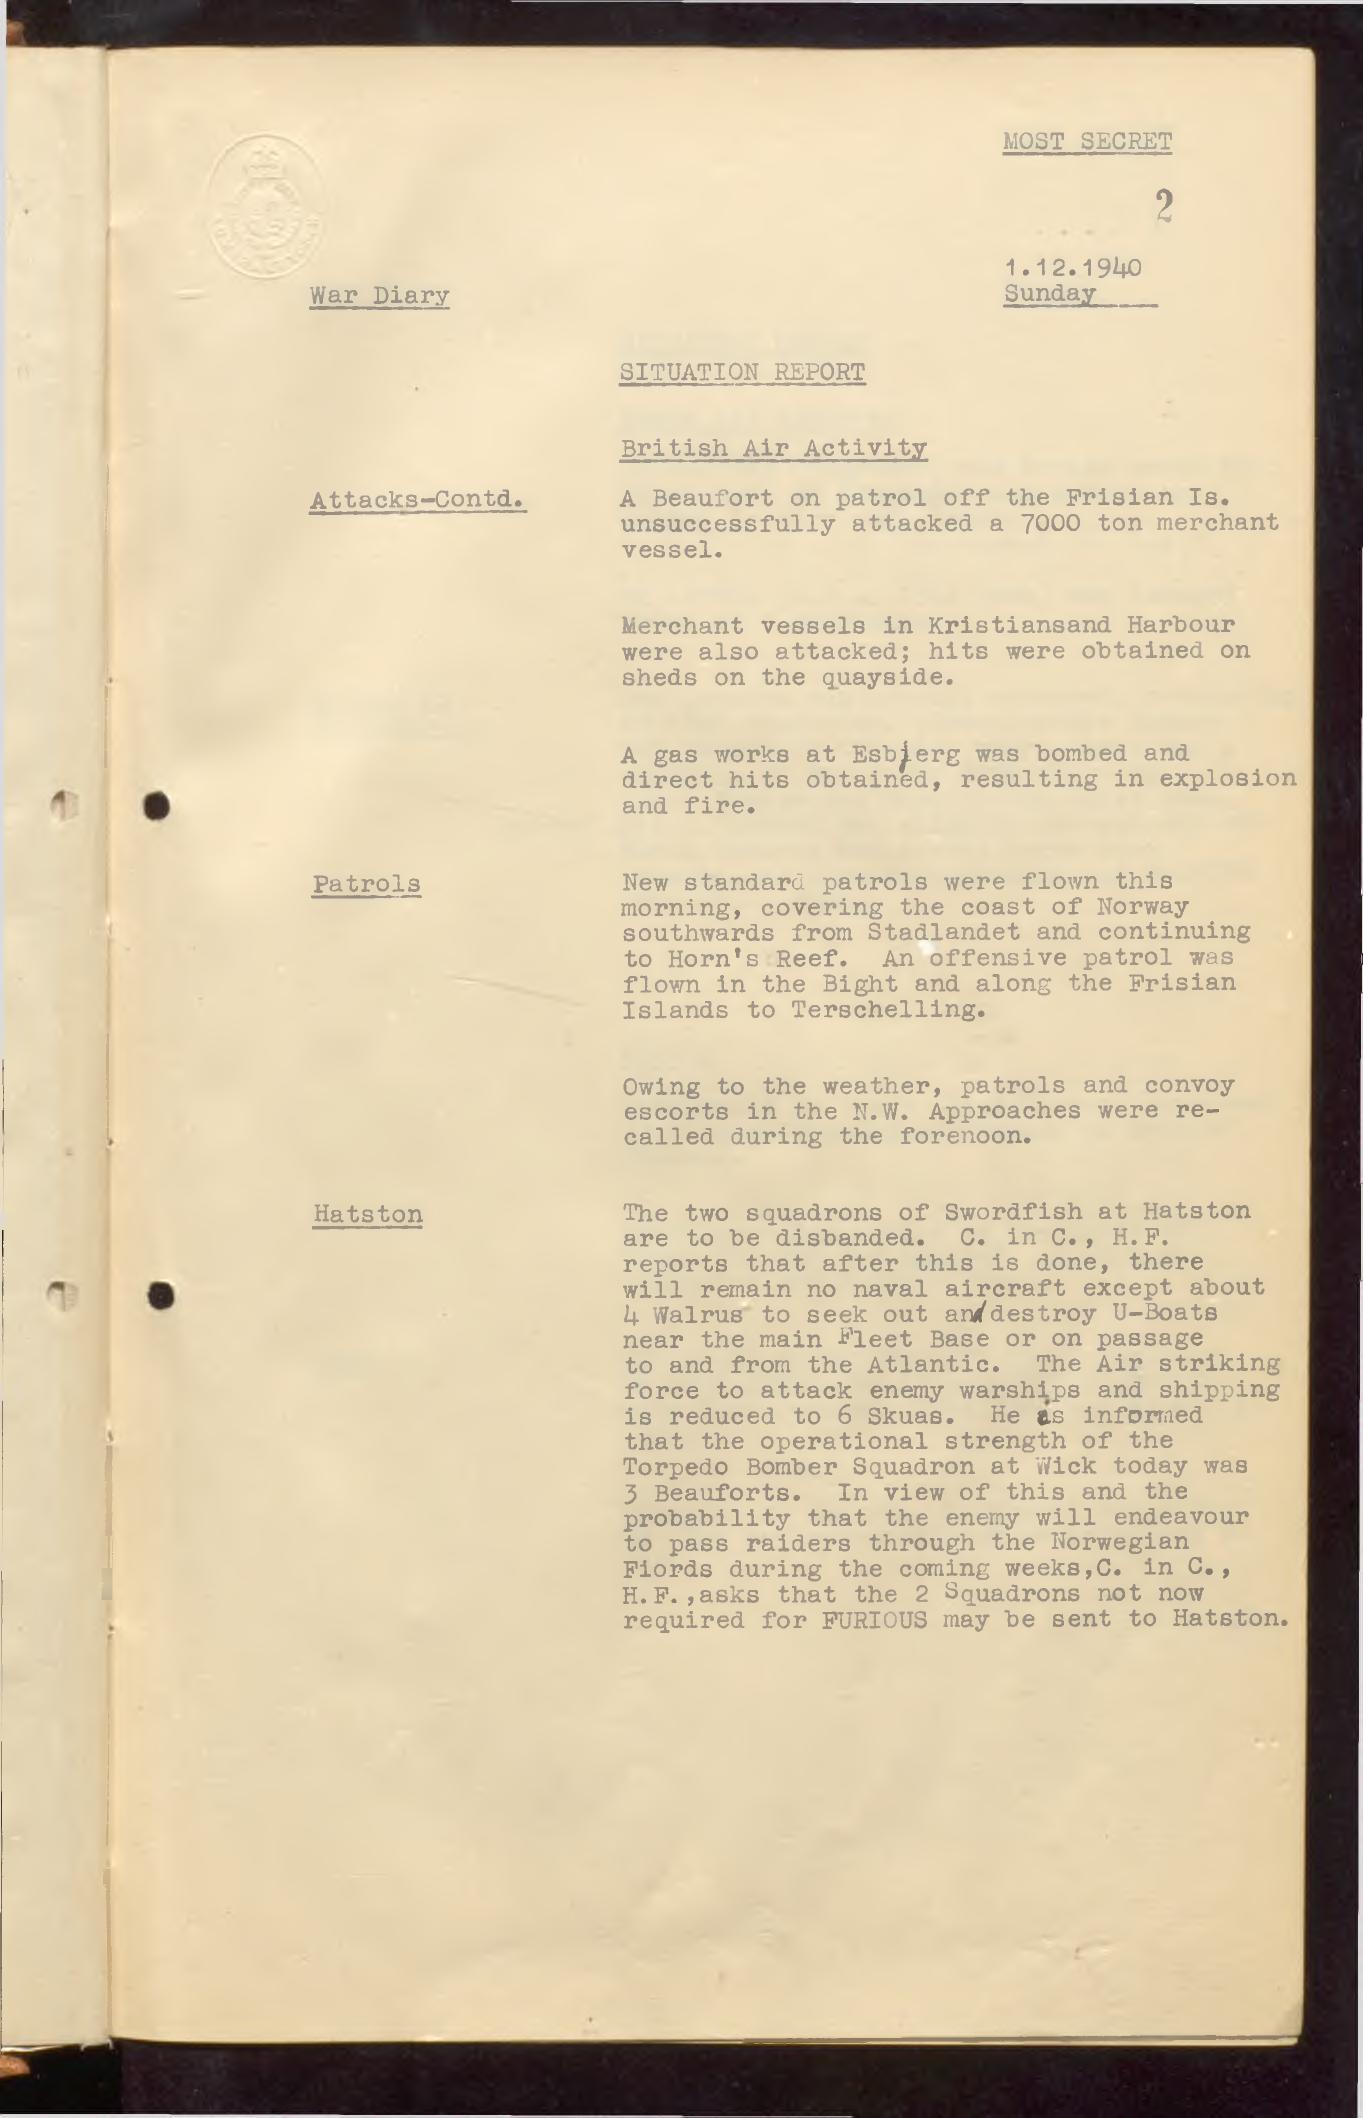 MOST SECRET
2
1.12.1940
Sunday
War Diary
SITUATION REPORT
British Air Activity
Attacks-Contd.
A Beaufort on patrol off the Frisian Is.
unsuccessfully attacked a 7000 ton merchant
vessel.
Merchant vessels in Kristiansand Harbour
were also attacked; hits were obtained on
sheds on the quayside.
A gas works at Esbjerg was bombed and
direct hits obtained, resulting in explosion
and fire.
Patrols
New standard patrols were flown this
morning, covering the coast of Norway
southwards from Stadlandet and continuing
to Horn's Reef. An offensive patrol was
flown in the Bight and along the Frisian
Islands to Terschelling.
Owing to the weather, patrols and convoy
escorts in the N.W. Approaches were re-
called during the forenoon.
Hatston
The two squadrons of Swordfish at Hatston
are to be disbanded. C. in C., H.F.
reports that after this is done, there
will remain no naval aircraft except about
4 Walrus to seek out and destroy U-Boats
near the main Fleet Base or on passage
to and from the Atlantic. The Air striking
force to attack enemy warships and shipping
is reduced to 6 Skuas. He is informed
that the operational strength of the
Torpedo Bomber Squadron at Wick today was
3 Beauforts. In view of this and the
probability that the enemy will endeavour
to pass raiders through the Norwegian
Fiords during the coming weeks,C. in C.,
H.F.,asks that the 2 Squadrons not now
required for FURIOUS may be sent to Hatston.